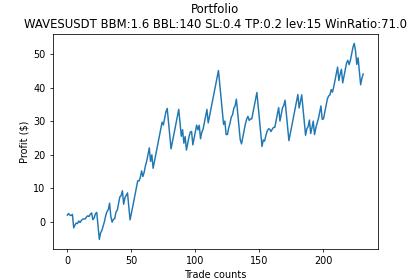 Portfolio
WAVESUSDT BBM:1.6 BBL:140 SL:0.4 TP:0.2 lev:15 WinRatio:71.0
50
40
30
20
10
0
Profit ($)
0 50 100 150 200
Trade counts